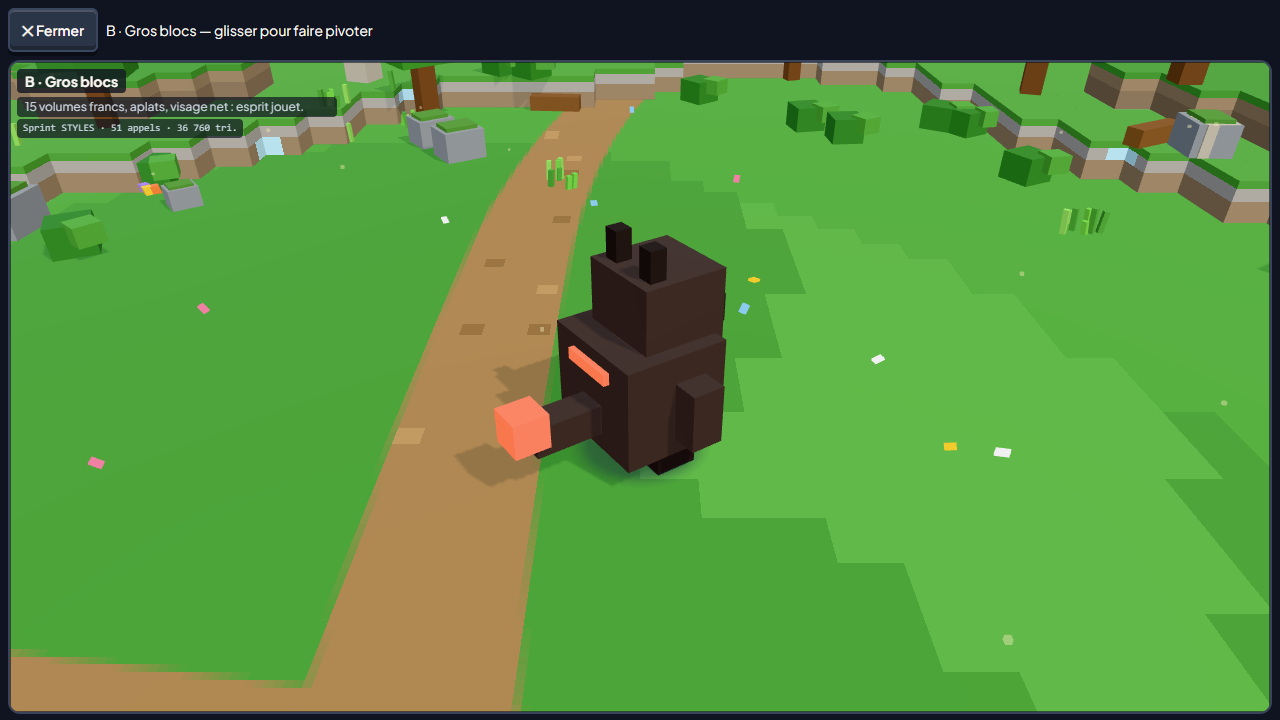 ✕ Fermer
B · Gros blocs — glisser pour faire pivoter
B · Gros blocs
15 volumes francs, aplats, visage net : esprit jouet.
Sprint STYLES · 51 appels · 36 760 tri.